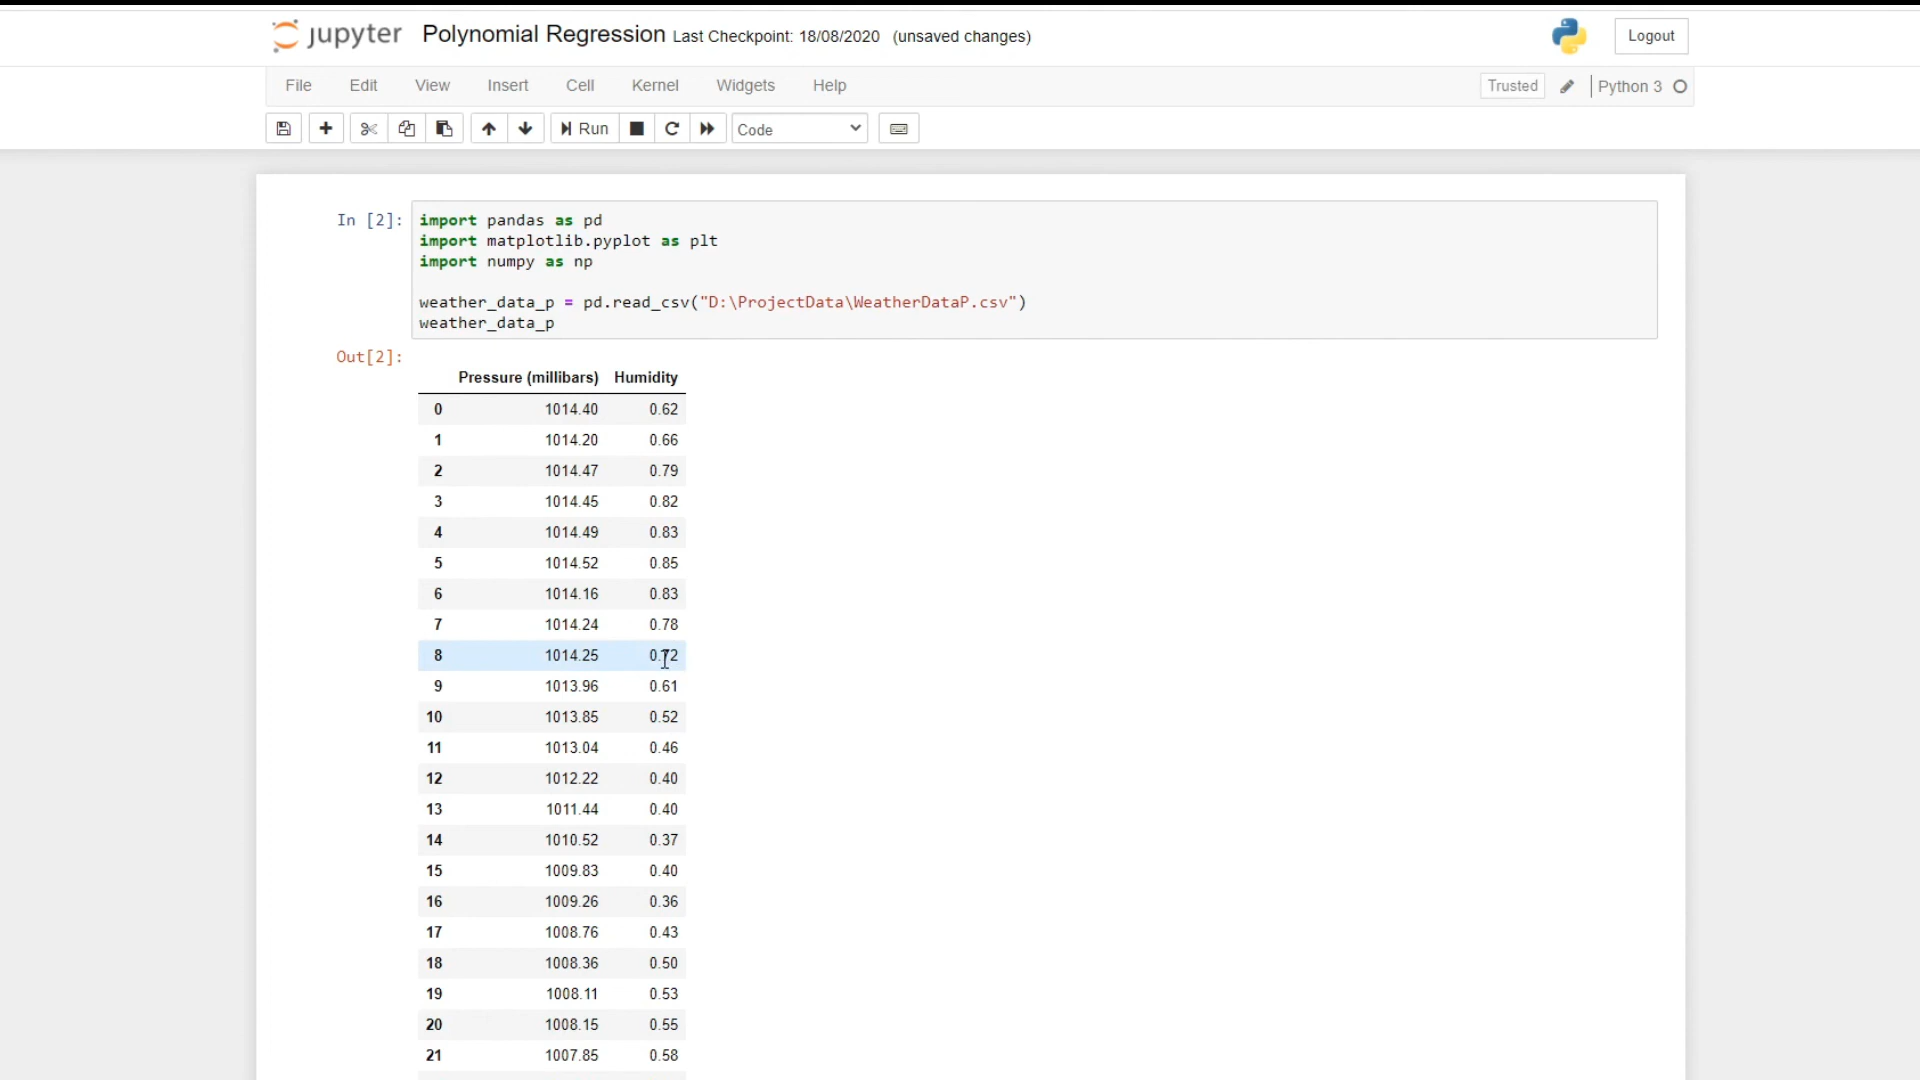 jupyter Polynomial Regression Last Checkpoint: 18/08/2020 (unsaved changes) Logout
File Edit View Insert Cell Kernel Widgets Help Trusted Python 3
Run Code
In [2]: import pandas as pd
import matplotlib.pyplot as plt
import numpy as np
weather_data_p = pd.read_csv("D:\ProjectData\WeatherDataP.csv")
weather_data_p
Out[2]:
Pressure (millibars) Humidity
0 1014.40 0.62
1 1014.20 0.66
2 1014.47 0.79
3 1014.45 0.82
4 1014.49 0.83
5 1014.52 0.85
6 1014.16 0.83
7 1014.24 0.78
8 1014.25 0.72
9 1013.96 0.61
10 1013.85 0.52
11 1013.04 0.46
12 1012.22 0.40
13 1011.44 0.40
14 1010.52 0.37
15 1009.83 0.40
16 1009.26 0.36
17 1008.76 0.43
18 1008.36 0.50
19 1008.11 0.53
20 1008.15 0.55
21 1007.85 0.58